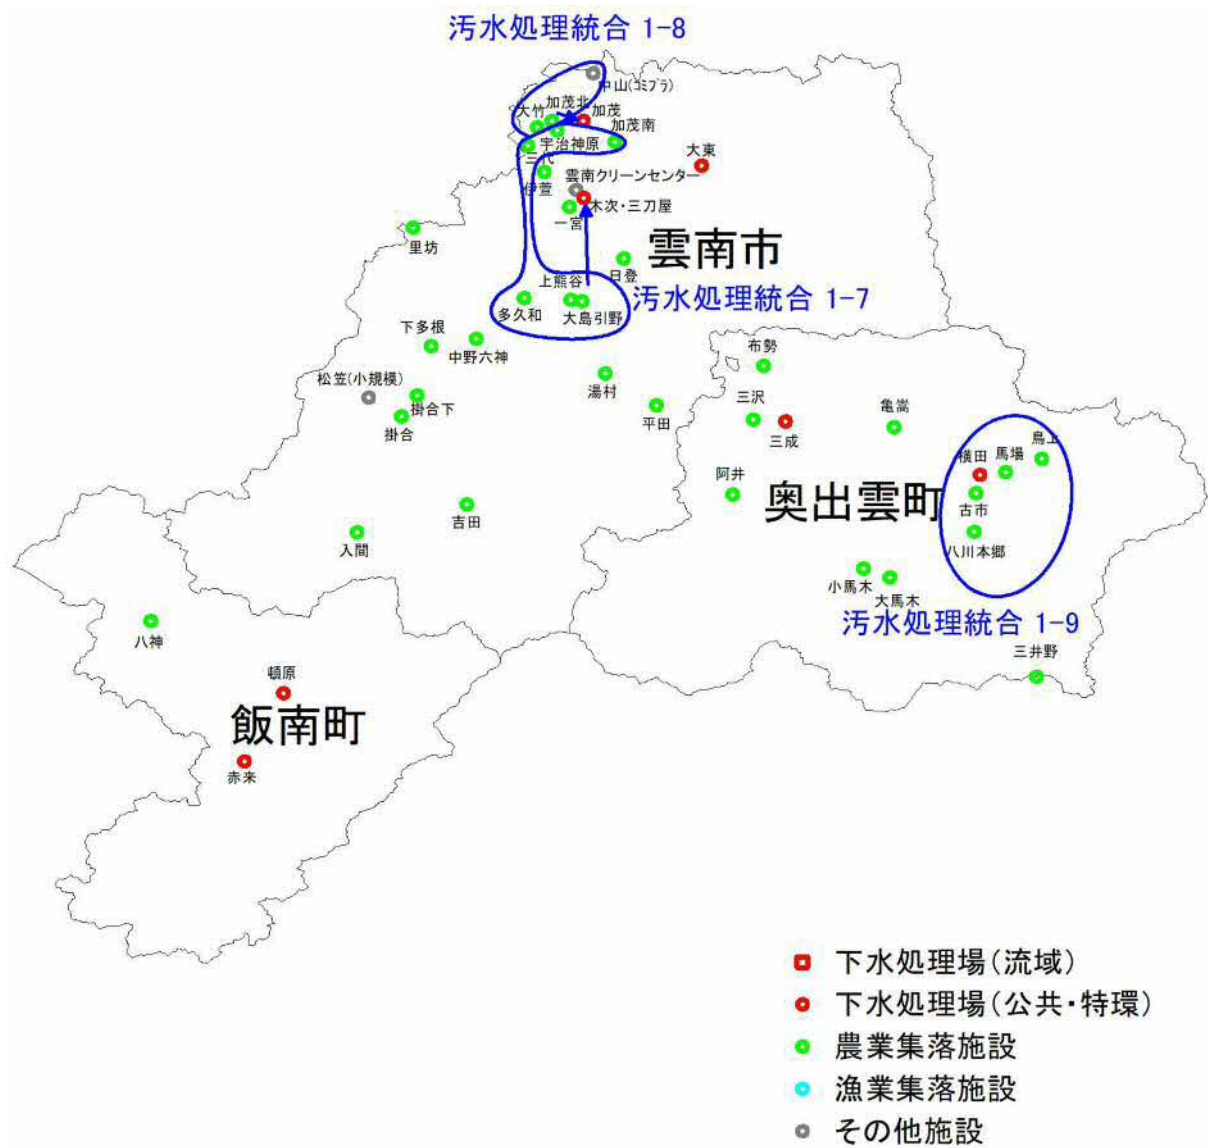 汚水処理統合 1-8
中山(コミプラ)
加茂北
大竹
加茂
加茂南
宇治神原
三代
大東
伊萱
雲南クリーンセンター
木次・三刀屋
一宮
里坊
雲南市
日登
上熊谷
汚水処理統合 1-7
多久和
大島引野
下多根
中野六神
布勢
松笠(小規模)
湯村
掛合下
三沢
亀嵩
平田
掛合
三成
鳥上
横田
馬場
阿井
奥出雲町
古市
吉田
入間
八川本郷
小馬木
大馬木
汚水処理統合 1-9
八神
三井野
頓原
飯南町
赤来
下水処理場(流域)
下水処理場(公共・特環)
農業集落施設
漁業集落施設
その他施設